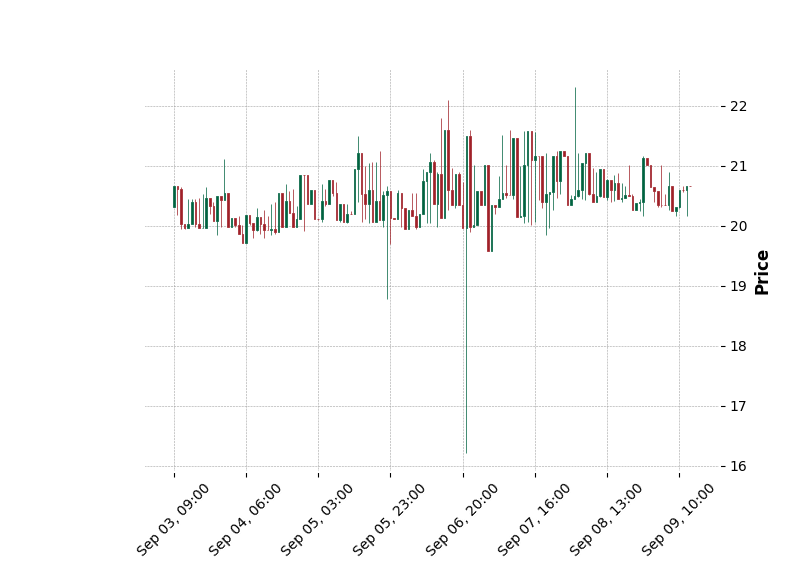 22
21
20
19
18
17
16
Price
Sep 03, 09:00
Sep 04, 06:00
Sep 05, 03:00
Sep 05, 23:00
Sep 06, 20:00
Sep 07, 16:00
Sep 08, 13:00
Sep 09, 10:00